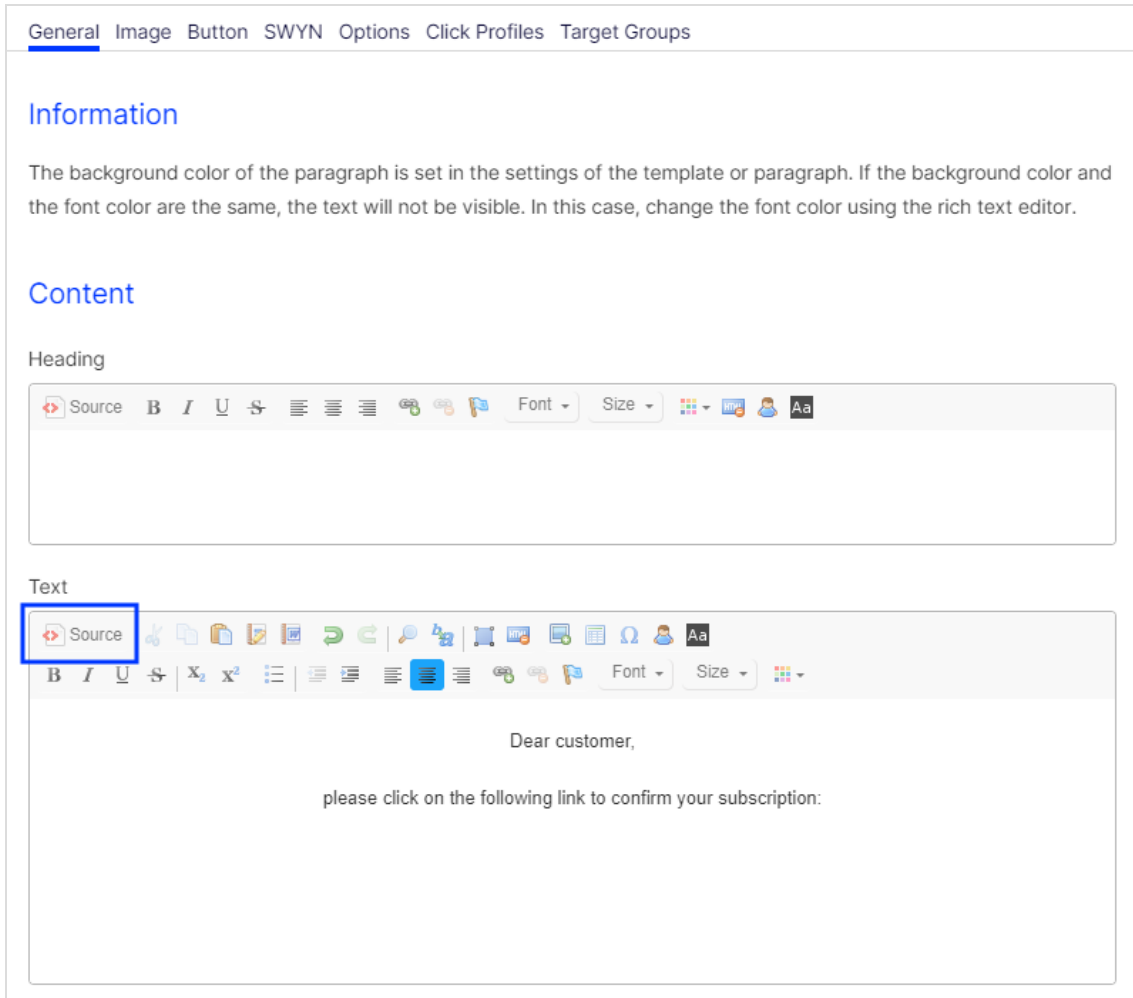 General Image Button SWYN Options Click Profiles Target Groups
Information
The background color of the paragraph is set in the settings of the template or paragraph. If the background color and
the font color are the same, the text will not be visible. In this case, change the font color using the rich text editor.
Content
Heading
Source B I U S Font Size HTML Aa
Text
Source b a HTML Ω Aa
B I U S X₂ x² Font Size
Dear customer,
please click on the following link to confirm your subscription: